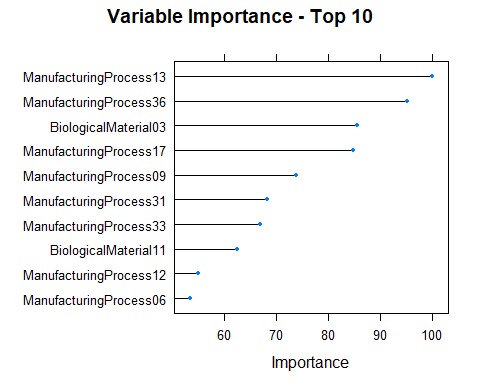 Variable Importance - Top 10
ManufacturingProcess13
ManufacturingProcess36
BiologicalMaterial03
ManufacturingProcess17
ManufacturingProcess09
ManufacturingProcess31
ManufacturingProcess33
BiologicalMaterial11
ManufacturingProcess12
ManufacturingProcess06
60 70 80 90 100
Importance